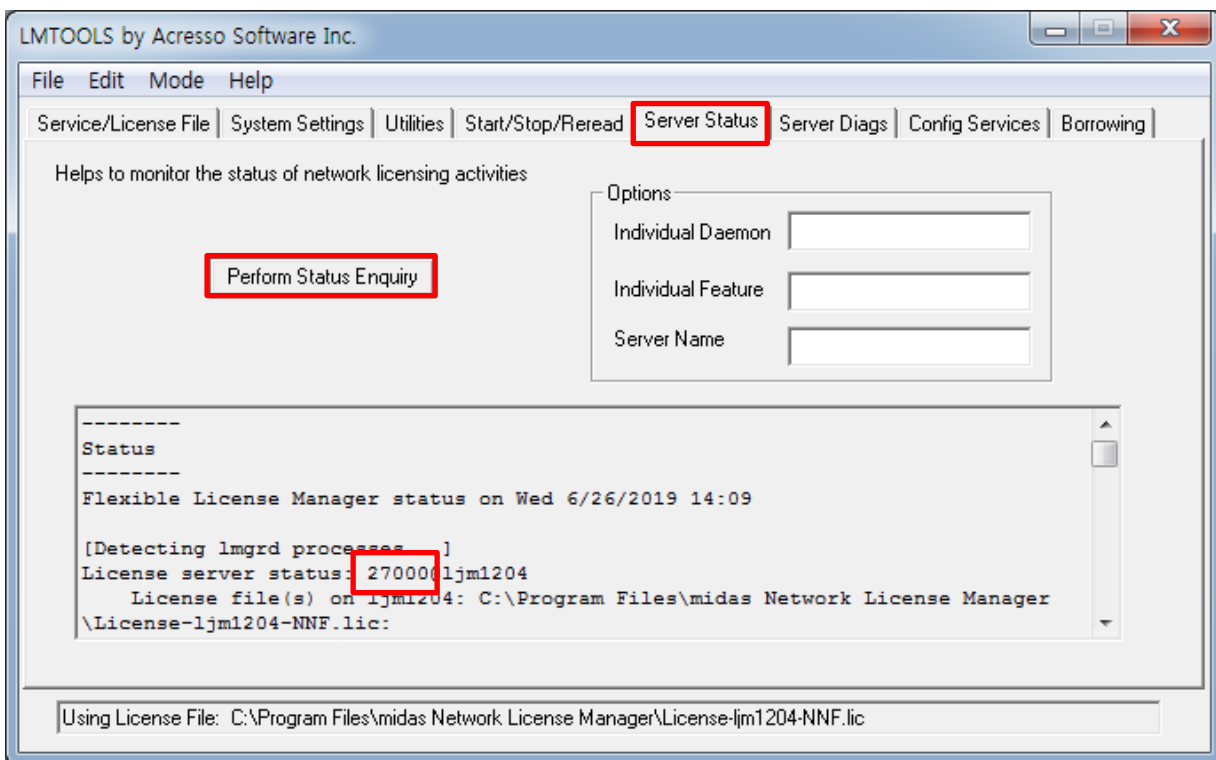 LMTOOLS by Acresso Software Inc.
File Edit Mode Help
Service/License File System Settings Utilities Start/Stop/Reread Server Status Server Diags Config Services Borrowing
Helps to monitor the status of network licensing activities
Options
Individual Daemon
Perform Status Enquiry
Individual Feature
Server Name
--------
Status
--------
Flexible License Manager status on Wed 6/26/2019 14:09
[Detecting lmgrd processes...]
License server status: 27000@ljm1204
License file(s) on ljm1204: C:\Program Files\midas Network License Manager
\License-ljm1204-NNF.lic:
Using License File: C:\Program Files\midas Network License Manager\License-ljm1204-NNF.lic